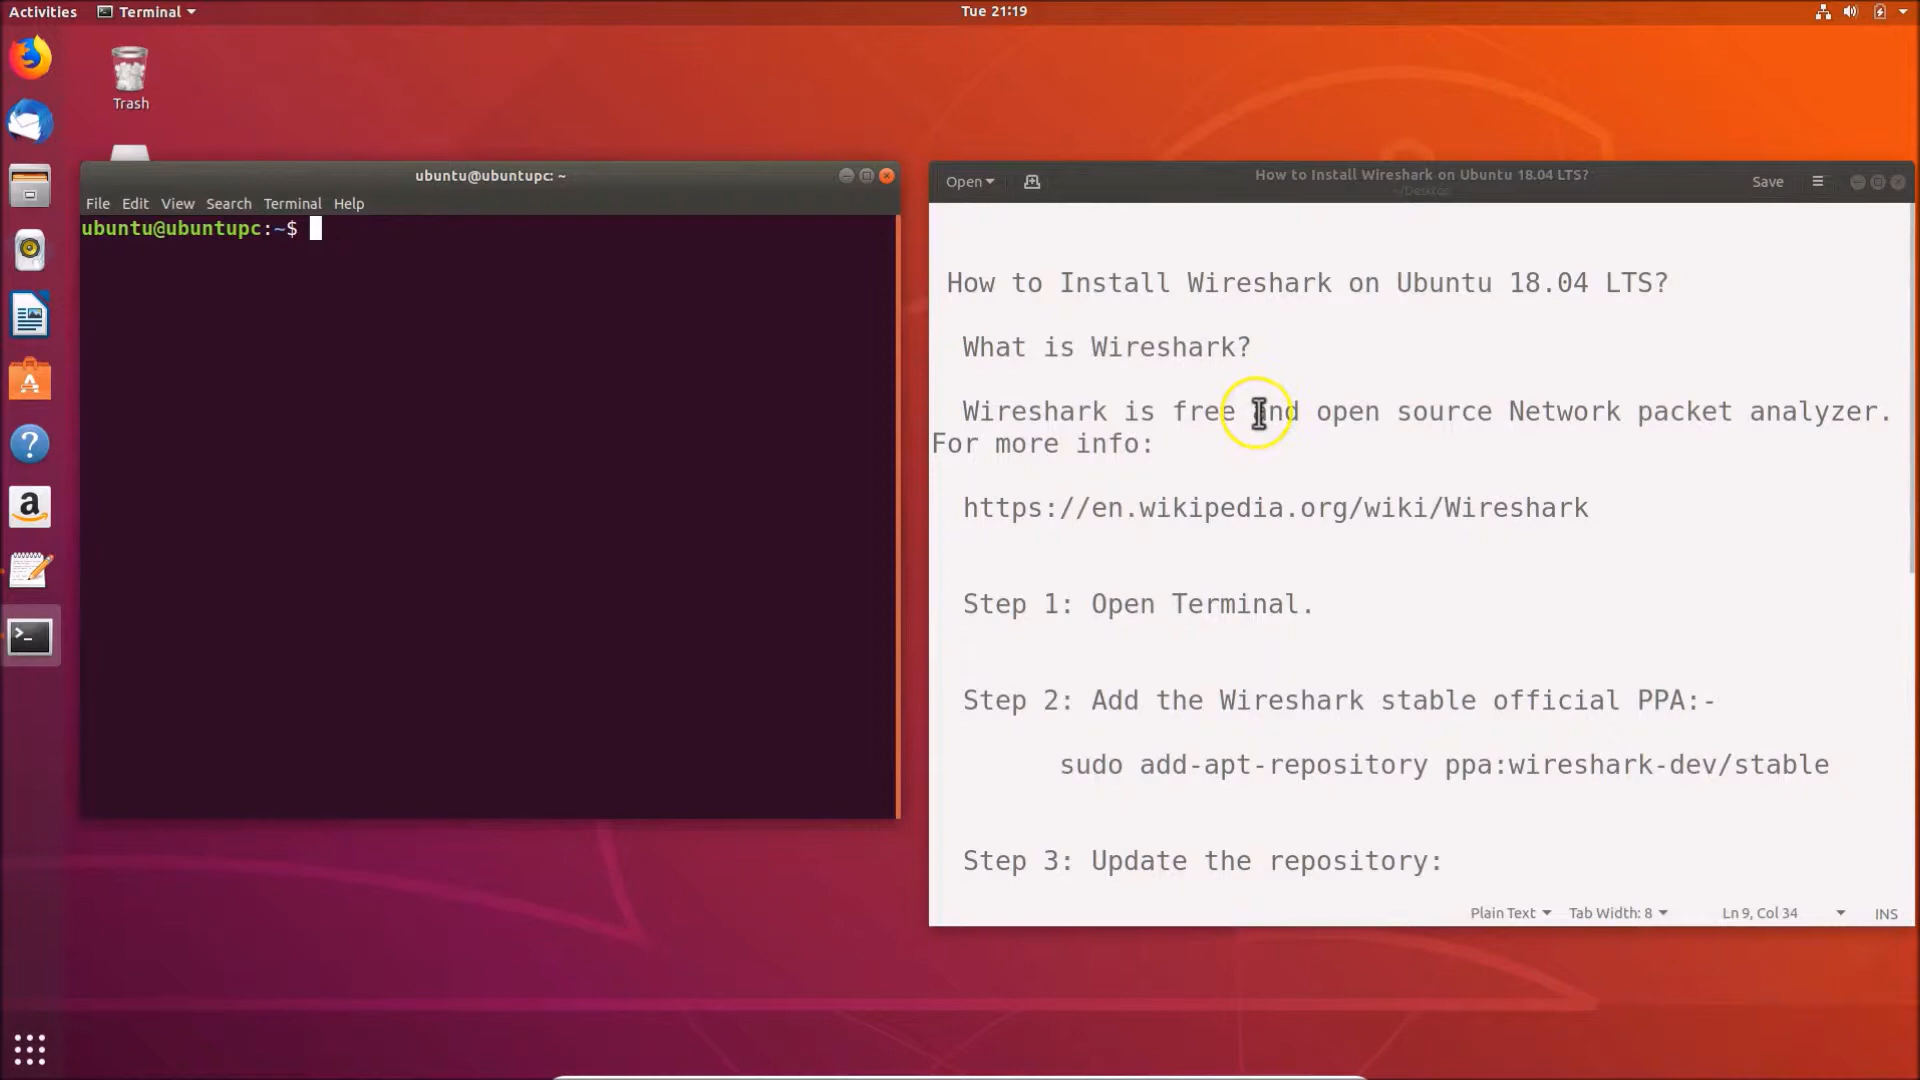 Activities
Terminal
Tue 21:19
Trash
ubuntu@ubuntupc: ~
File Edit View Search Terminal Help
ubuntu@ubuntupc:~$
Open
How to Install Wireshark on Ubuntu 18.04 LTS?
~/Desktop
Save
How to Install Wireshark on Ubuntu 18.04 LTS?
What is Wireshark?
Wireshark is free and open source Network packet analyzer.
For more info:
https://en.wikipedia.org/wiki/Wireshark
Step 1: Open Terminal.
Step 2: Add the Wireshark stable official PPA:-
sudo add-apt-repository ppa:wireshark-dev/stable
Step 3: Update the repository:
Plain Text
Tab Width: 8
Ln 9, Col 34
INS